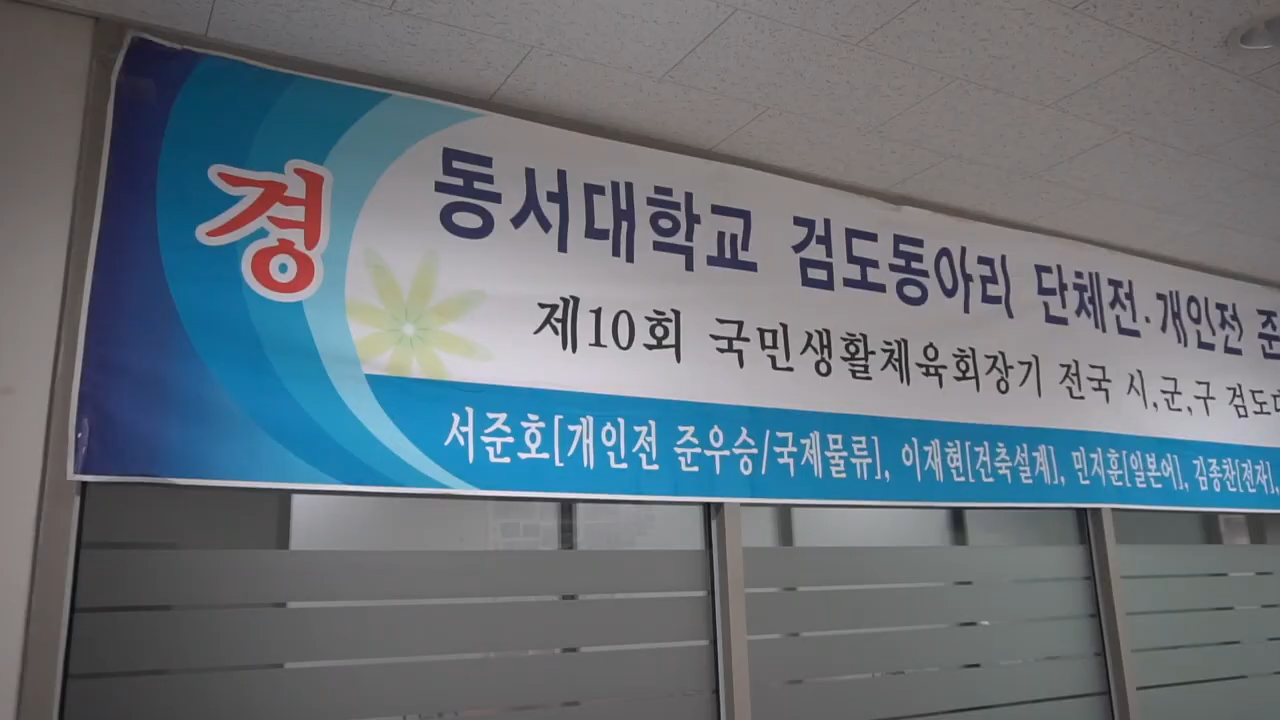 경
동서대학교 검도동아리 단체전·개인전 준
제10회 국민생활체육회장기 전국 시,군,구 검도
서준호[개인전 준우승/국제물류], 이재현[건축설계], 민지훈[일본어], 김종찬[전자],